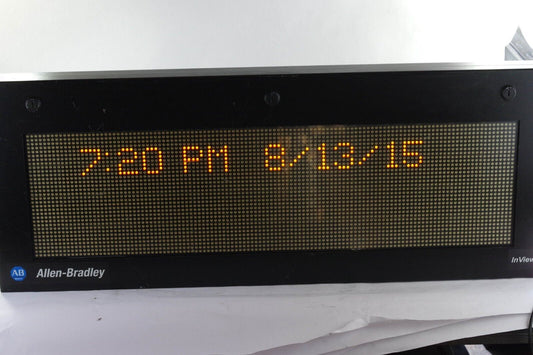 7:20 PM 8/13/15
AB Allen-Bradley
InView